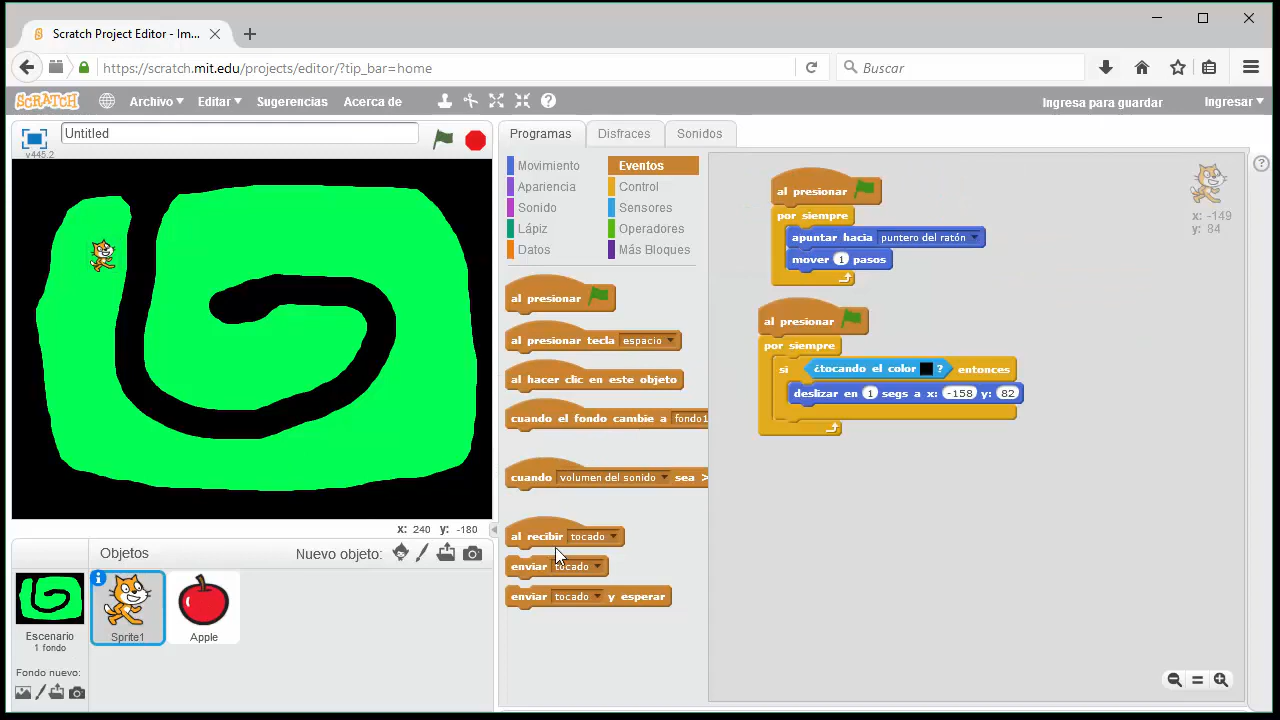 Scratch Project Editor - Im...
https://scratch.mit.edu/projects/editor/?tip_bar=home
Buscar
SCRATCH
Archivo
Editar
Sugerencias
Acerca de
Ingresa para guardar
Ingresar
Untitled
v445.2
Programas
Disfraces
Sonidos
Movimiento
Eventos
Apariencia
Control
Sonido
Sensores
Lápiz
Operadores
Datos
Más Bloques
al presionar
al presionar tecla espacio
al hacer clic en este objeto
cuando el fondo cambie a fondo1
cuando volumen del sonido sea >
al recibir tocado
enviar tocado
enviar tocado y esperar
al presionar
por siempre
apuntar hacia puntero del ratón
mover 1 pasos
al presionar
por siempre
si ¿tocando el color ? entonces
deslizar en 1 segs a x: -158 y: 82
x: -149
y: 84
x: 240 y: -180
Objetos
Nuevo objeto:
Escenario
1 fondo
Sprite1
Apple
Fondo nuevo: